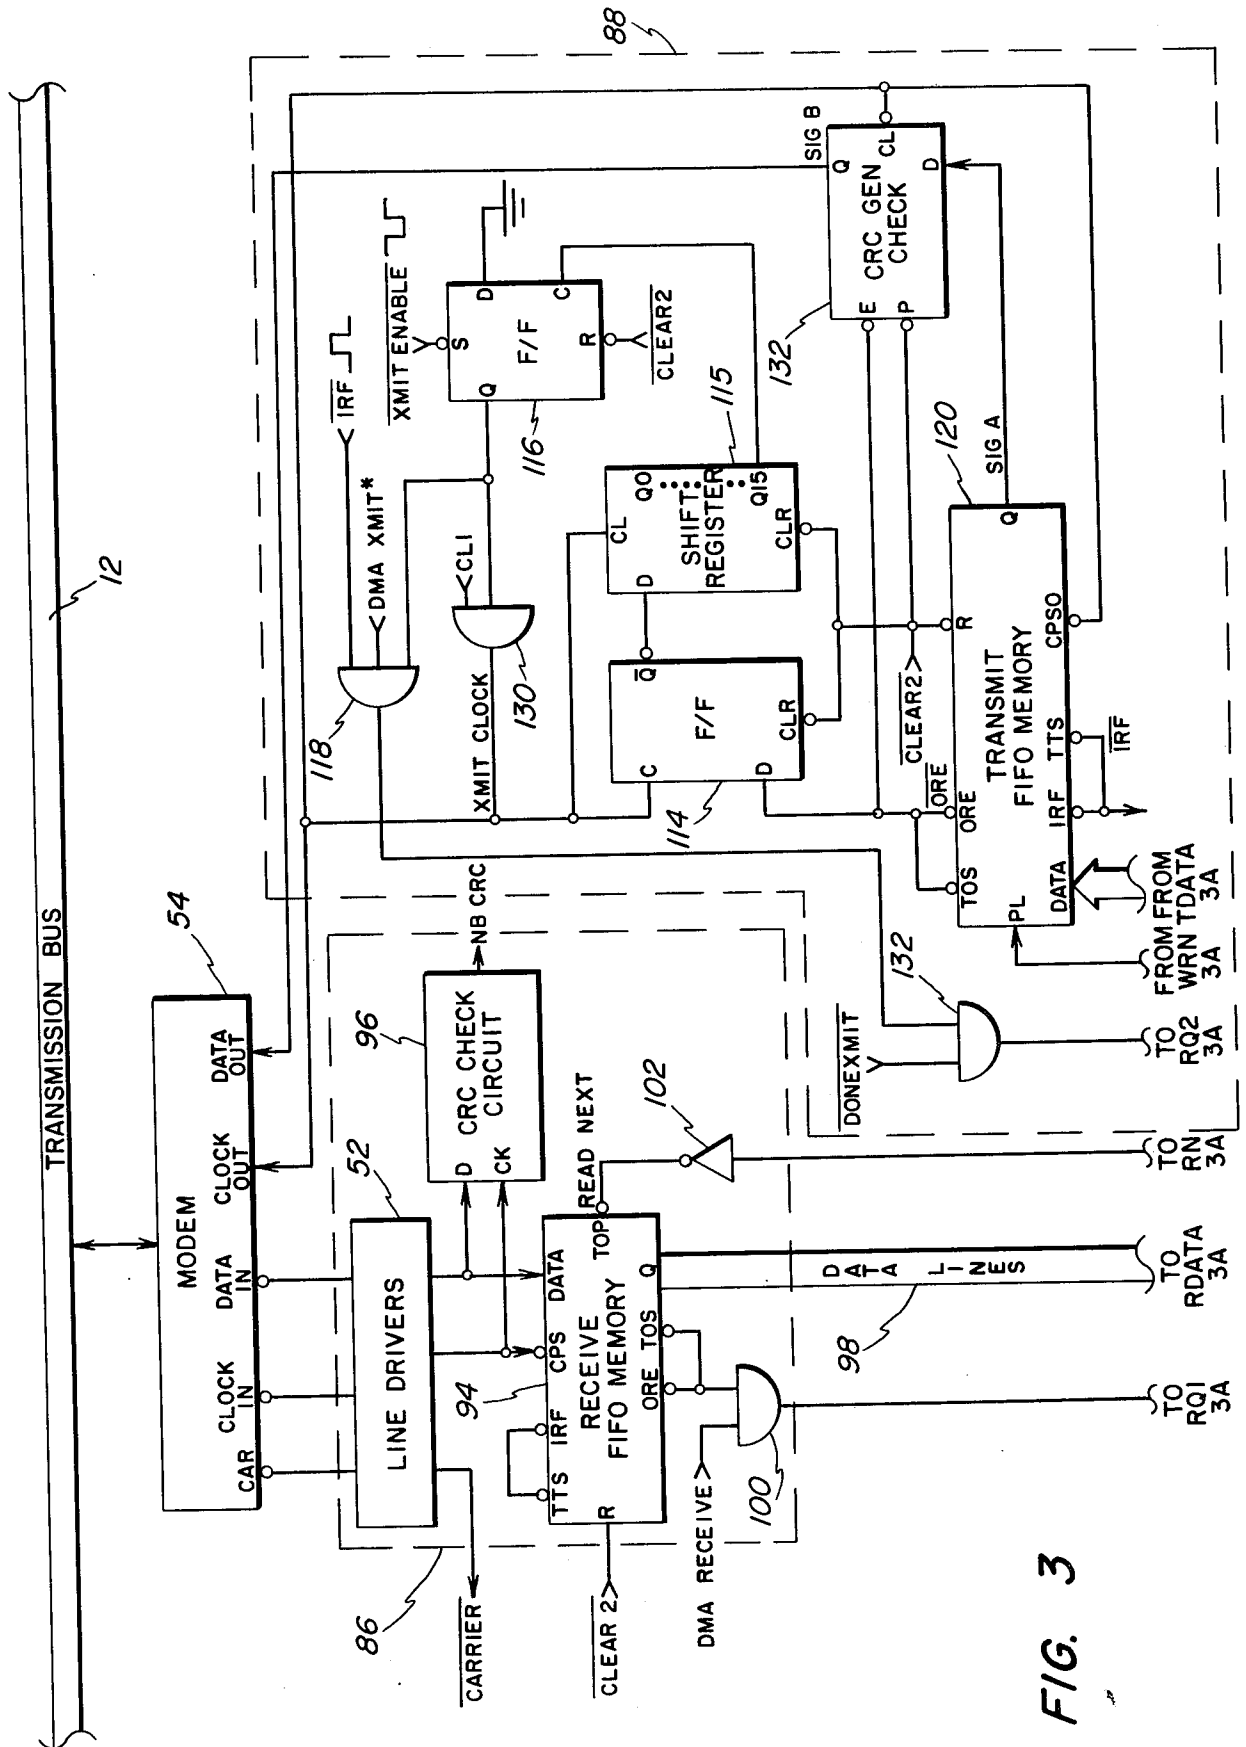 TRANSMISSION BUS
12
MODEM
54
CAR
CLOCK
IN
DATA
IN
CLOCK
OUT
DATA
OUT
88
86
LINE DRIVERS
52
CARRIER
CRC CHECK
CIRCUIT
96
D
CK
NB CRC
RECEIVE
FIFO MEMORY
94
TTS
IRF
CPS
DATA
R
ORE
TOS
Q
TOP
READ NEXT
102
CLEAR 2
DMA RECEIVE
100
DATA LINES
98
TO
RQ1
3A
TO
RDATA
3A
TO
RN
3A
TO
RQ2
3A
FROM
WRN
3A
FROM
TDATA
3A
DONEXMIT
132
118
IRF
DMA XMIT*
XMIT ENABLE
CL1
130
XMIT CLOCK
F/F
116
S
D
C
Q
R
CLEAR2
SHIFT
REGISTER
115
CL
Q0
Q15
D
CLR
F/F
114
C
Q
D
CLR
CLEAR2
ORE
TRANSMIT
FIFO MEMORY
120
TOS
ORE
R
PL
Q
DATA
IRF
TTS
CPSO
IRF
SIG A
CRC GEN
CHECK
132
E
P
Q
CL
D
SIG B
FIG. 3